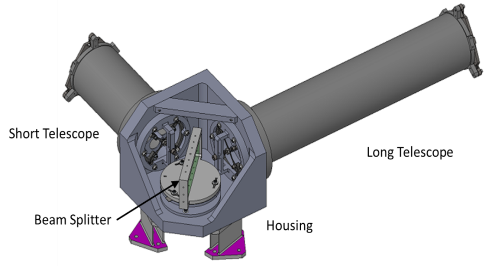 Short Telescope
Long Telescope
Beam Splitter
Housing